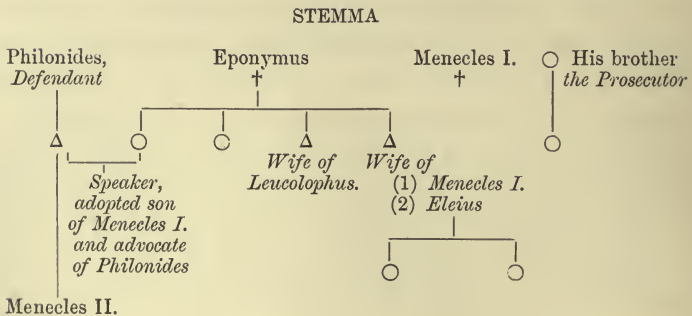 STEMMA
Philonides,
Defendant
Eponymus
†
Menecles I.
†
His brother
the Prosecutor
Wife of
Leucolophus.
Wife of
(1) Menecles I.
(2) Eleius
Speaker,
adopted son
of Menecles I.
and advocate
of Philonides
Menecles II.